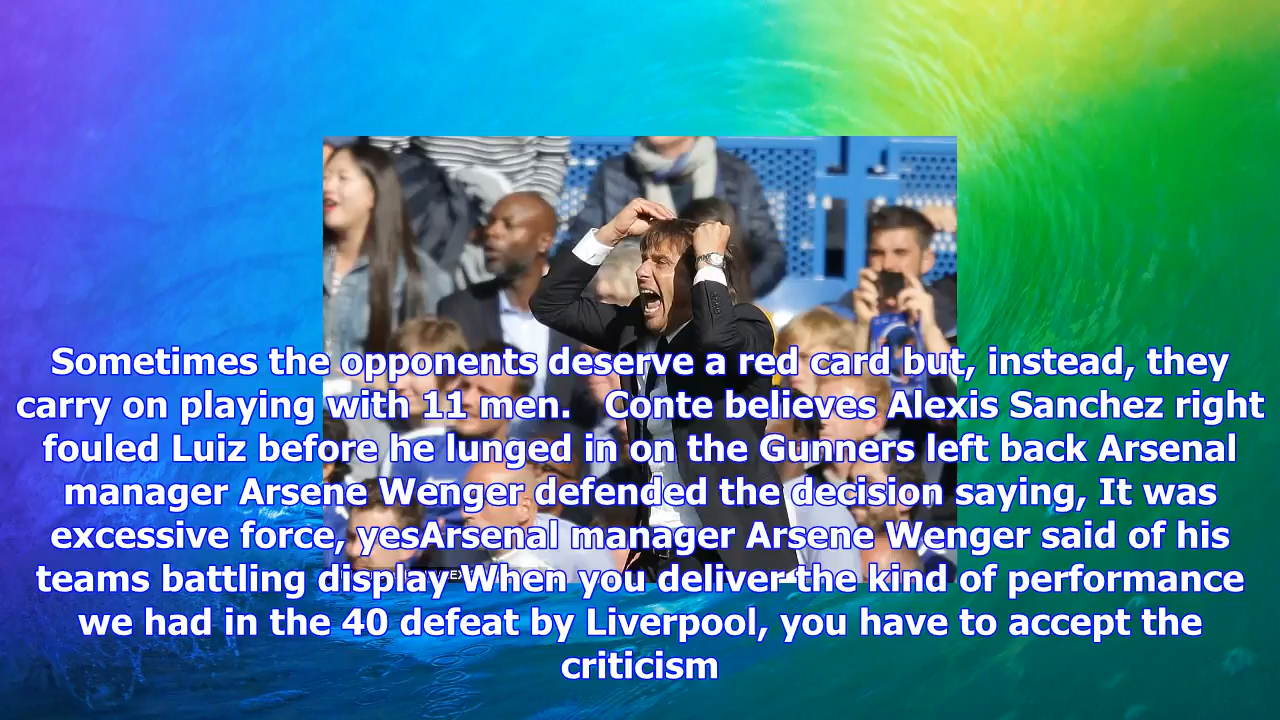 Sometimes the opponents deserve a red card but, instead, they
carry on playing with 11 men.   Conte believes Alexis Sanchez right
fouled Luiz before he lunged in on the Gunners left back Arsenal
manager Arsene Wenger defended the decision saying, It was
excessive force, yesArsenal manager Arsene Wenger said of his
teams battling display When you deliver the kind of performance
we had in the 40 defeat by Liverpool, you have to accept the
criticism